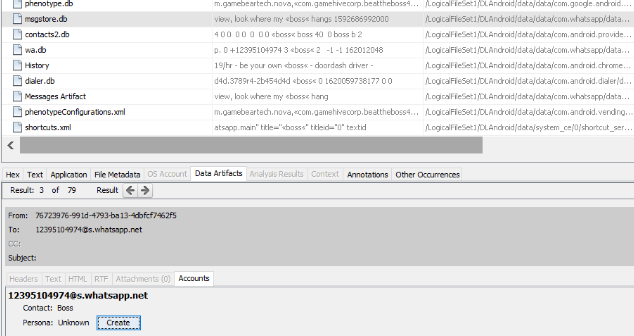 phenotype.db m.gamebeartech.nova,<comgamehivecorp.beattheboss4... /LogicalFileSet1/DLAndroid/data/data/com.google.android...
msgstore.db view, look where my <boss< hangs 1592686992000 /LogicalFileSet1/DLAndroid/data/data/com.whatsapp/data...
contacts2.db 4 0 0 0 0 0 0 <boss< boss 40 0 boss b 2 /LogicalFileSet1/DLAndroid/data/data/com.android.provide...
wa.db p. 0 +12395104974 3 <boss< 2 -1 -1 162012048 /LogicalFileSet1/DLAndroid/data/data/com.whatsapp/data...
History 19/hr - be your own <boss< - doordash driver - /LogicalFileSet1/DLAndroid/data/data/com.android.chrome...
dialer.db d4d.3789r4-2b454d4d <boss< 0 1620059738177 0 0 /LogicalFileSet1/DLAndroid/data/data/com.android.dialer/d...
Messages Artifact view, look where my <boss< hang /LogicalFileSet1/DLAndroid/data/data/com.whatsapp/data...
phenotypeConfigurations.xml m.gamebeartech.nova,<comgamehivecorp.beattheboss4... /LogicalFileSet1/DLAndroid/data/data/com.android.vending...
shortcuts.xml atsapp.main" title="<boss<" titleid="0" textid /LogicalFileSet1/DLAndroid/data/system_ce/0/shortcut_ser...
Hex Text Application File Metadata OS Account Data Artifacts Analysis Results Context Annotations Other Occurrences
Result: 3 of 79 Result
From: 76723976-991d-4793-ba13-4dbfcf7462f5
To: 12395104974@s.whatsapp.net
CC:
Subject:
Headers Text HTML RTF Attachments (0) Accounts
12395104974@s.whatsapp.net
Contact: Boss
Persona: Unknown Create